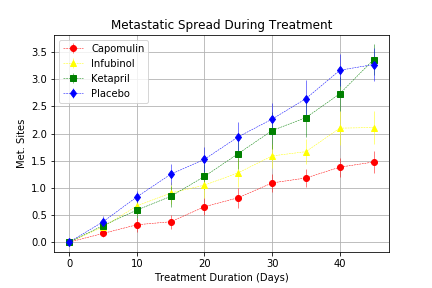 Metastatic Spread During Treatment
Capomulin
Infubinol
Ketapril
Placebo
Met. Sites
3.5
3.0
2.5
2.0
1.5
1.0
0.5
0.0
0
10
20
30
40
Treatment Duration (Days)